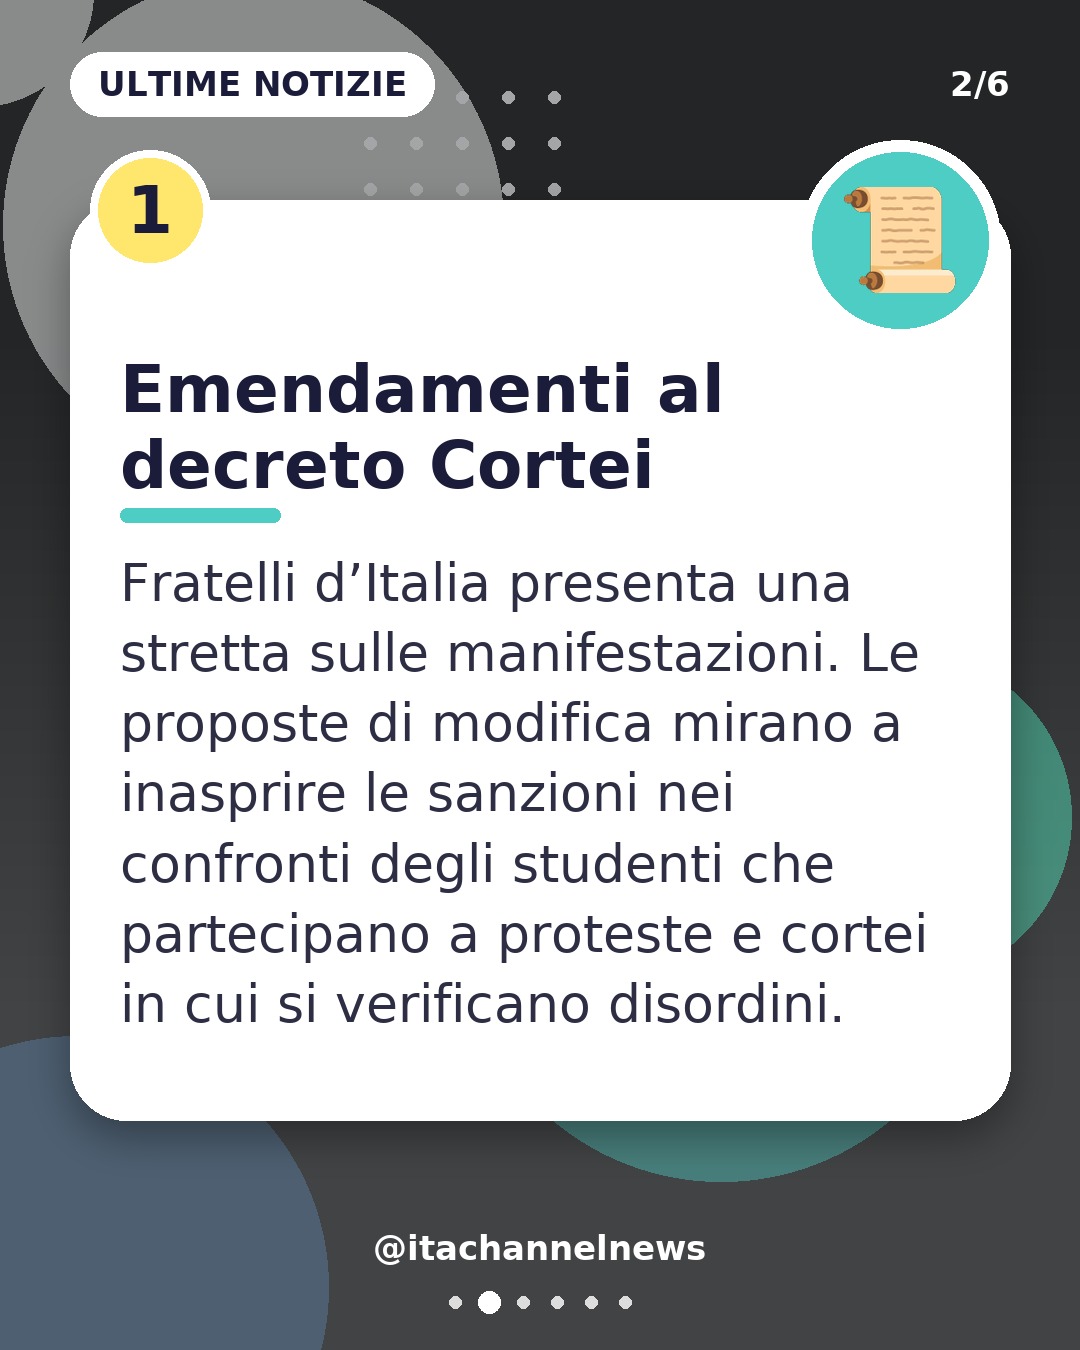 ULTIME NOTIZIE
2/6
1
Emendamenti al
decreto Cortei
Fratelli d’Italia presenta una
stretta sulle manifestazioni. Le
proposte di modifica mirano a
inasprire le sanzioni nei
confronti degli studenti che
partecipano a proteste e cortei
in cui si verificano disordini.
@itachannelnews